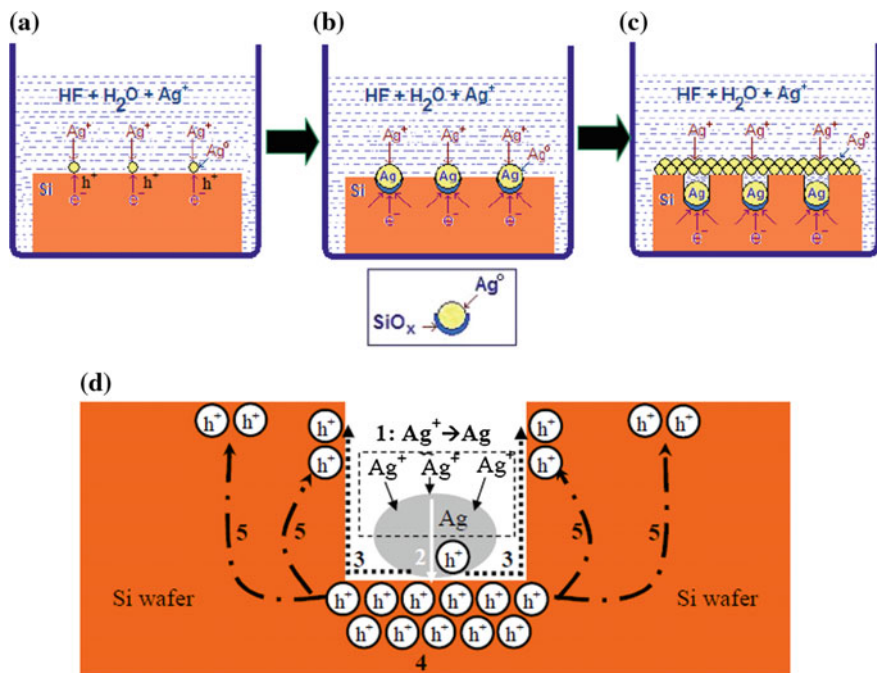 (a)
(b)
(c)
HF + H2O + Ag+
HF + H2O + Ag+
HF + H2O + Ag+
Ag+ Ag+ Ag+
Ag°
Si h+ h+ h+
e- e-
Ag+ Ag+ Ag+
Ag°
Si Ag Ag Ag
e- e- e-
Ag+ Ag+ Ag+
Ag°
Si Ag Ag Ag
e- e- e-
Ag°
SiOx
(d)
h+ h+ h+ h+ h+ h+
1: Ag+→Ag
h+ h+
Ag+ Ag+ Ag+
5 5 Ag 5 5
3 2 h+ 3
h+ h+ h+ h+ h+ h+
Si wafer Si wafer
h+ h+ h+ h+ h+
4